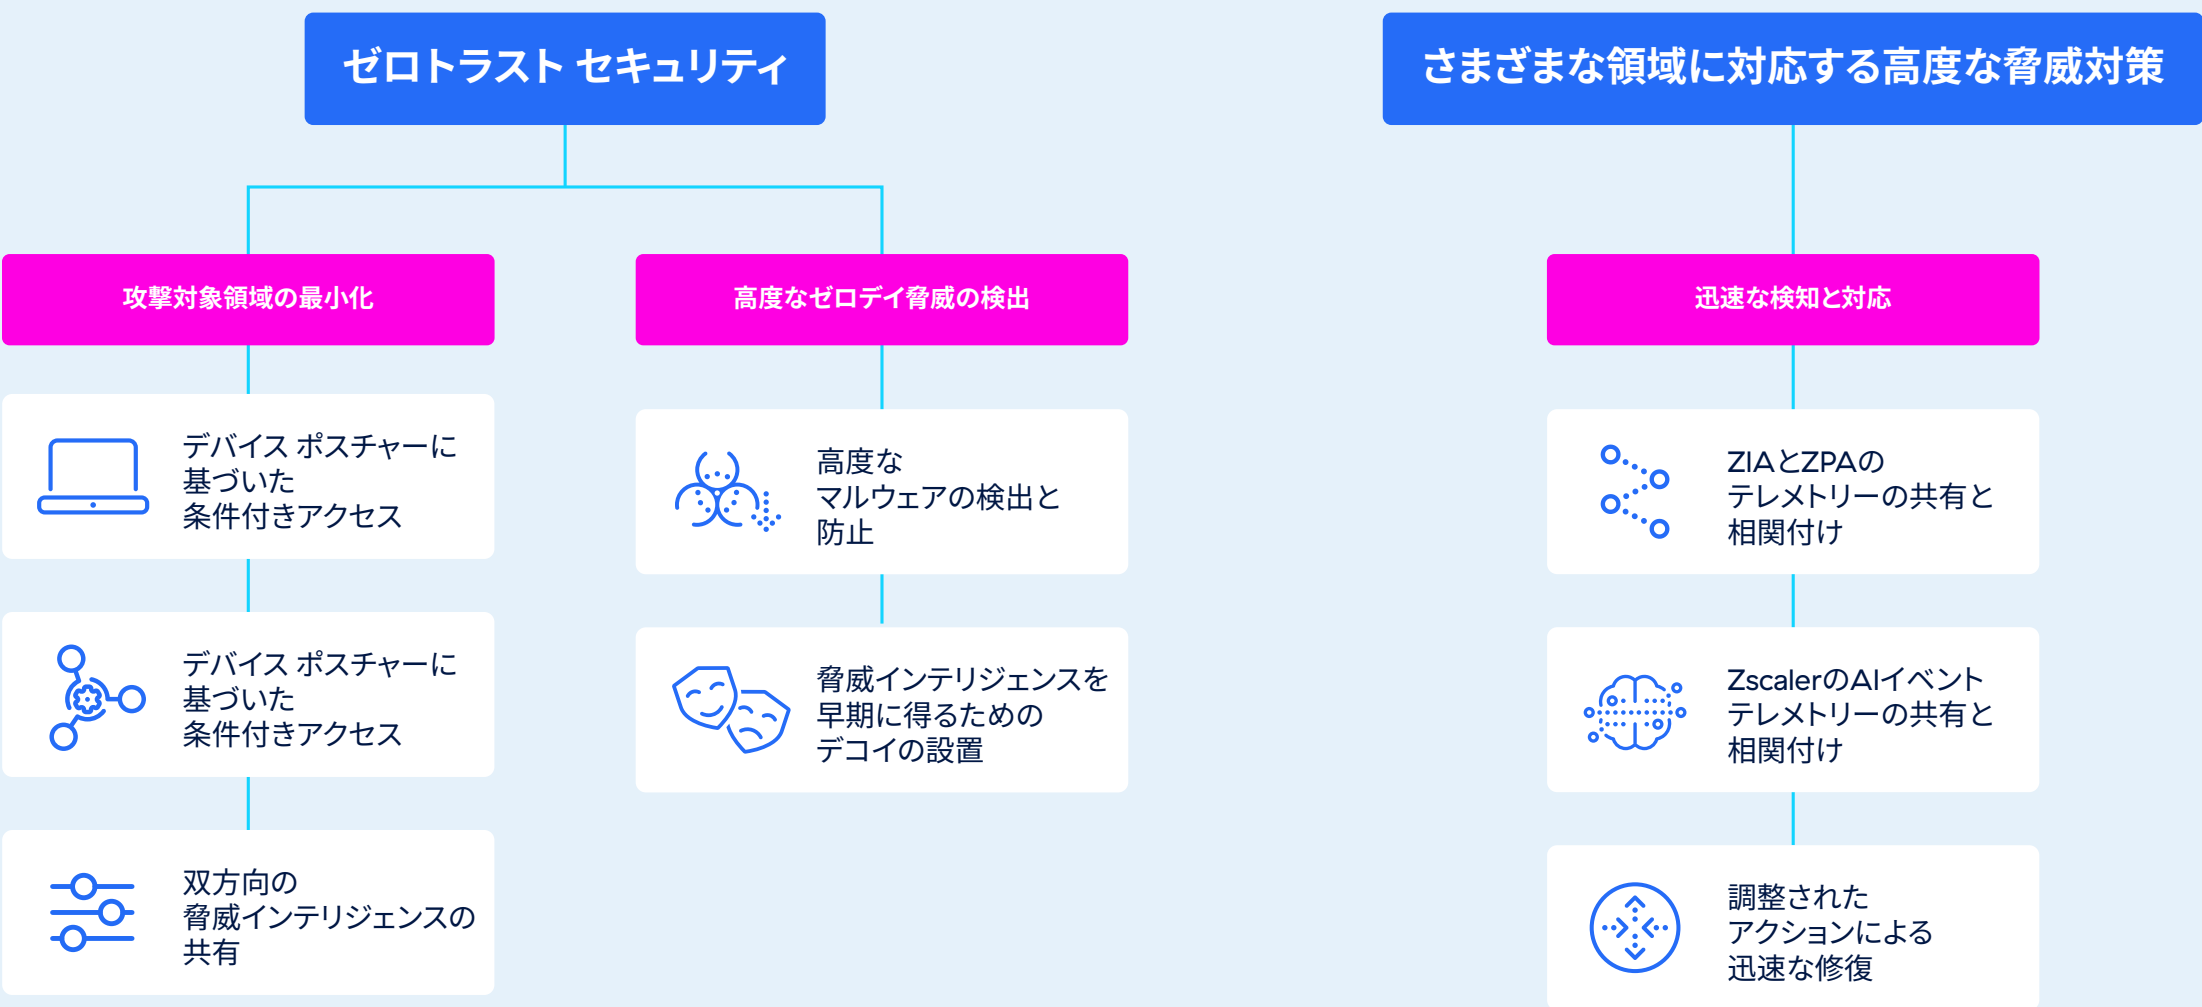 ゼロトラスト セキュリティ
さまざまな領域に対応する高度な脅威対策
攻撃対象領域の最小化
高度なゼロデイ脅威の検出
迅速な検知と対応
デバイス ポスチャーに
基づいた
条件付きアクセス
デバイス ポスチャーに
基づいた
条件付きアクセス
双方向の
脅威インテリジェンスの
共有
高度な
マルウェアの検出と
防止
脅威インテリジェンスを
早期に得るための
デコイの設置
ZIAとZPAの
テレメトリーの共有と
相関付け
ZscalerのAIイベント
テレメトリーの共有と
相関付け
調整された
アクションによる
迅速な修復